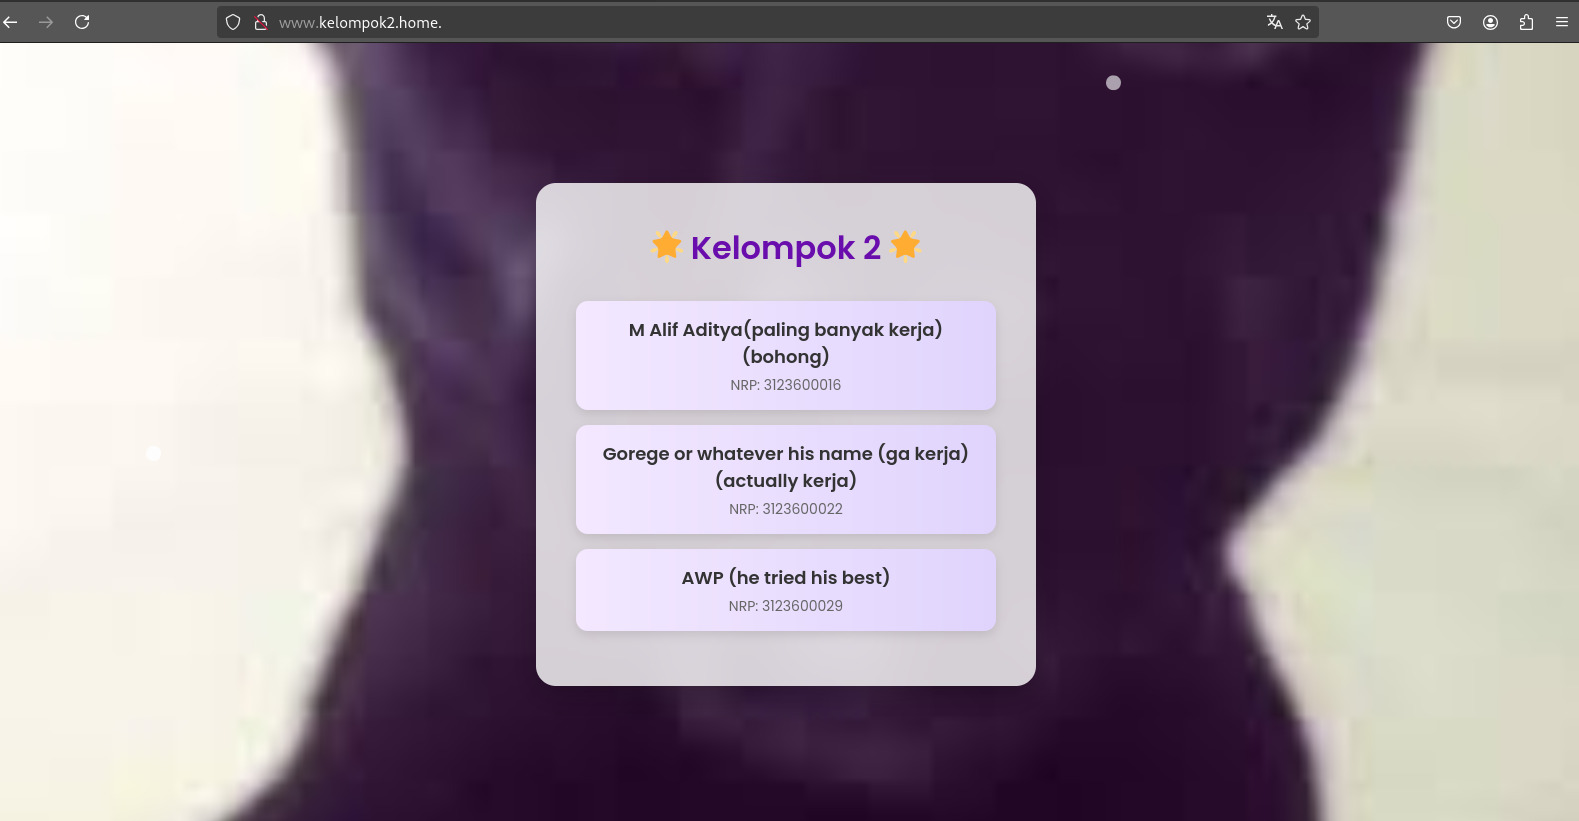 www.kelompok2.home.
🌟 Kelompok 2 🌟
M Alif Aditya(paling banyak kerja)
(bohong)
NRP: 3123600016
Gorege or whatever his name (ga kerja)
(actually kerja)
NRP: 3123600022
AWP (he tried his best)
NRP: 3123600029